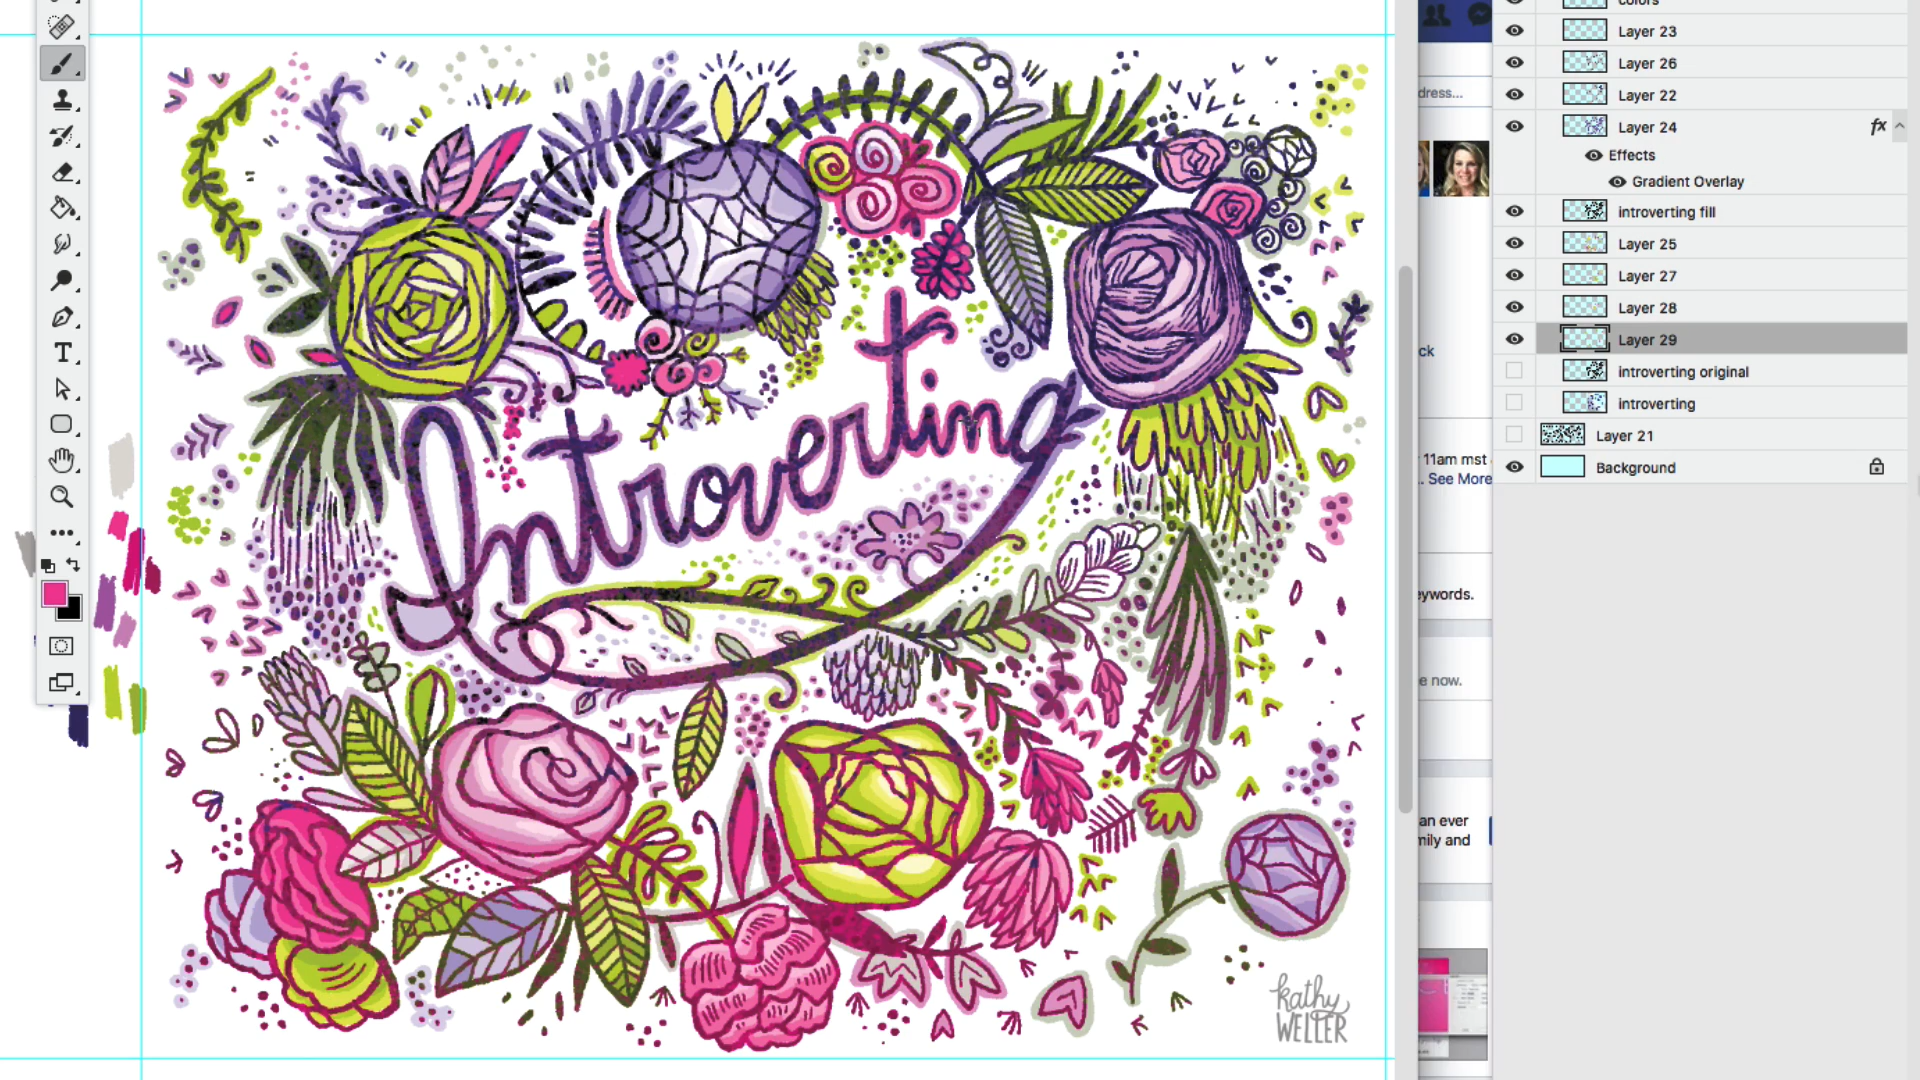 colors
Layer 23
Layer 26
Layer 22
Layer 24 fx
Effects
Gradient Overlay
introverting fill
Layer 25
Layer 27
Layer 28
Layer 29
introverting original
introverting
Layer 21
Background
dress...
ck
11am mst
.. See More
eywords.
e now.
an ever
mily and
Introverting
kathy
WELLER
T